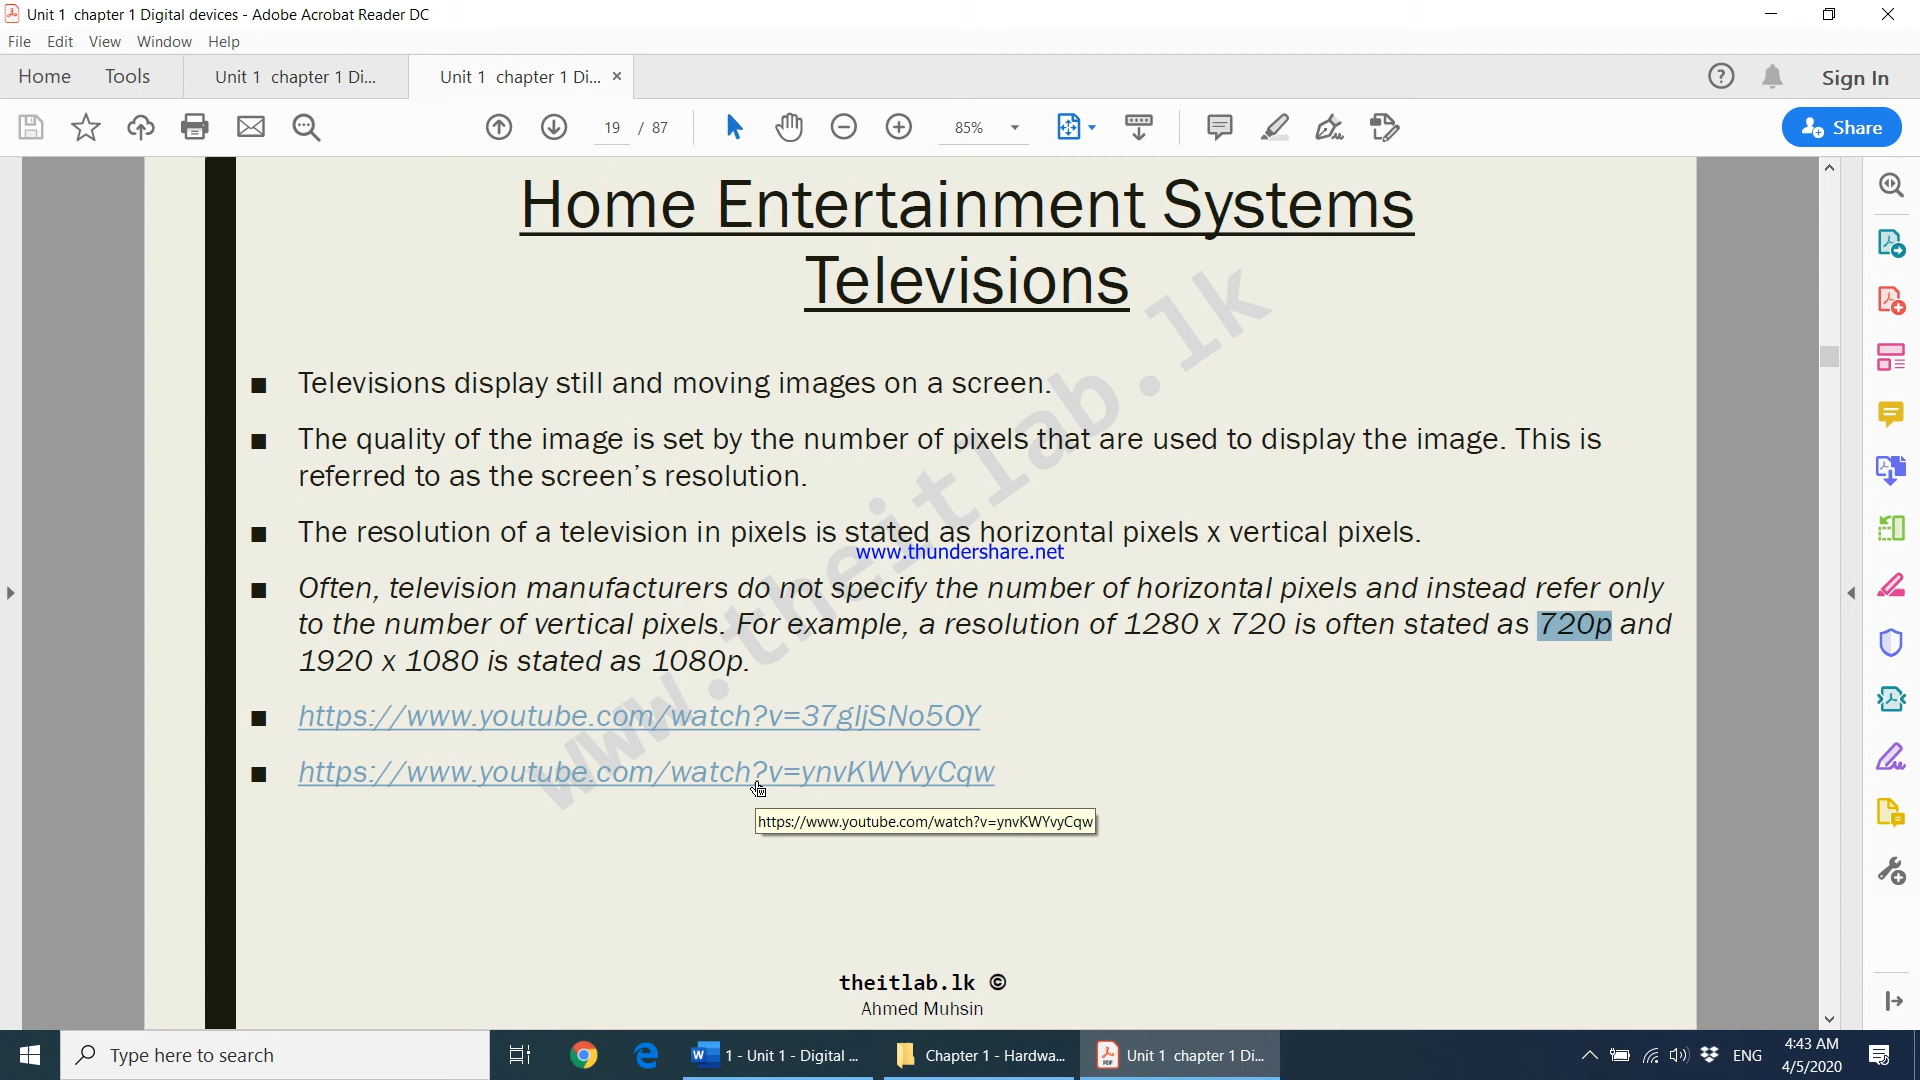 Unit 1  chapter 1 Digital devices - Adobe Acrobat Reader DC
File Edit View Window Help
Home Tools Unit 1  chapter 1 Di... Unit 1  chapter 1 Di... × Sign In
19 / 87 85% Share
Home Entertainment Systems
Televisions
■ Televisions display still and moving images on a screen.
■ The quality of the image is set by the number of pixels that are used to display the image. This is
referred to as the screen's resolution.
■ The resolution of a television in pixels is stated as horizontal pixels x vertical pixels.
www.thundershare.net
■ Often, television manufacturers do not specify the number of horizontal pixels and instead refer only
to the number of vertical pixels. For example, a resolution of 1280 x 720 is often stated as 720p and
1920 x 1080 is stated as 1080p.
■ https://www.youtube.com/watch?v=37gljSNo5OY
■ https://www.youtube.com/watch?v=ynvKWYvyCqw
https://www.youtube.com/watch?v=ynvKWYvyCqw
www.theitlab.lk
theitlab.lk ©
Ahmed Muhsin
Type here to search 1 - Unit 1 - Digital ... Chapter 1 - Hardwa... Unit 1  chapter 1 Di... ENG 4:43 AM
4/5/2020